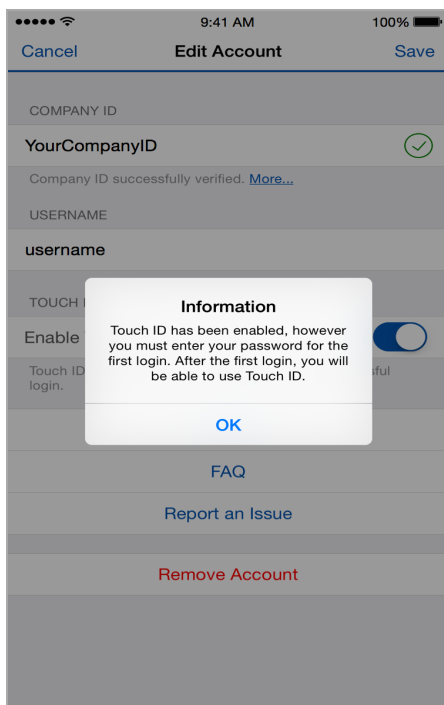 9:41 AM 100%
Cancel Edit Account Save
COMPANY ID
YourCompanyID
Company ID successfully verified. More...
USERNAME
username
TOUCH
Information
Enable
Touch ID has been enabled, however
you must enter your password for the
first login. After the first login, you will
be able to use Touch ID.
Touch ID
login.
OK
FAQ
Report an Issue
Remove Account